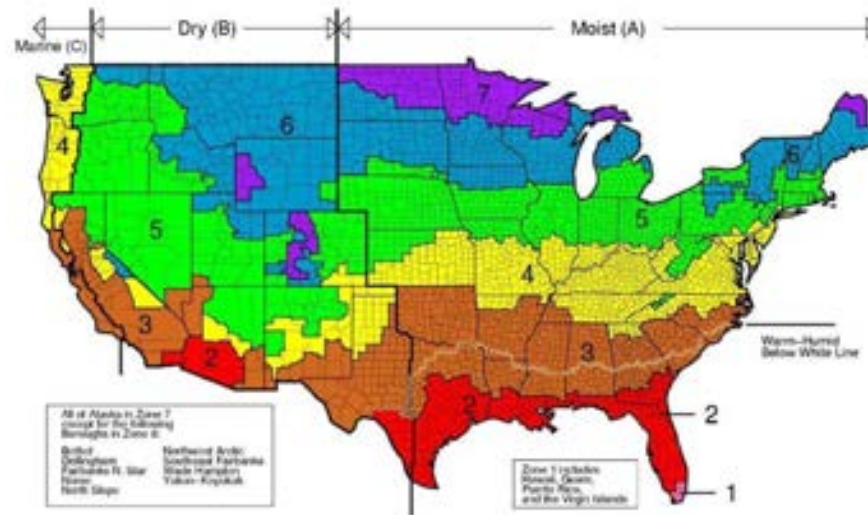 Dry (B)
Moist (A)
Marine (C)
7
6
6
4
5
5
4
3
3
2
2
Warm-Humid
Below White Line
2
1
All of Alaska in Zone 7
except for the following
Boroughs in Zone 8:
Bethel
Northwest Arctic
Dellingham
Southeast Fairbanks
Fairbanks N. Star
Wade Hampton
Nome
Yukon-Koyukuk
North Slope
Zone 1 includes
Hawaii, Guam,
Puerto Rico,
and the Virgin Islands